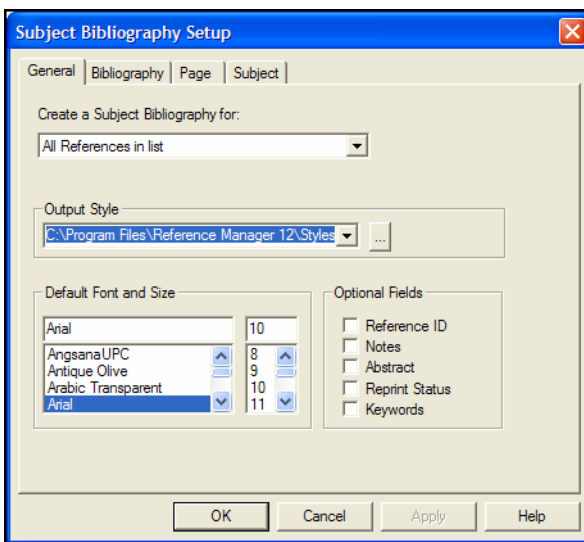 Subject Bibliography Setup
General Bibliography Page Subject
Create a Subject Bibliography for:
All References in list
Output Style
C:\Program Files\Reference Manager 12\Styles
...
Default Font and Size
Arial 10
AngsanaUPC 8
Antique Olive 9
Arabic Transparent 10
Arial 11
Optional Fields
Reference ID
Notes
Abstract
Reprint Status
Keywords
OK Cancel Apply Help